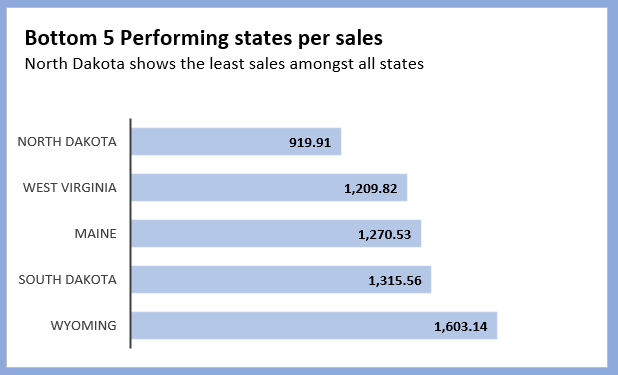 Bottom 5 Performing states per sales
North Dakota shows the least sales amongst all states
NORTH DAKOTA 919.91
WEST VIRGINIA 1,209.82
MAINE 1,270.53
SOUTH DAKOTA 1,315.56
WYOMING 1,603.14